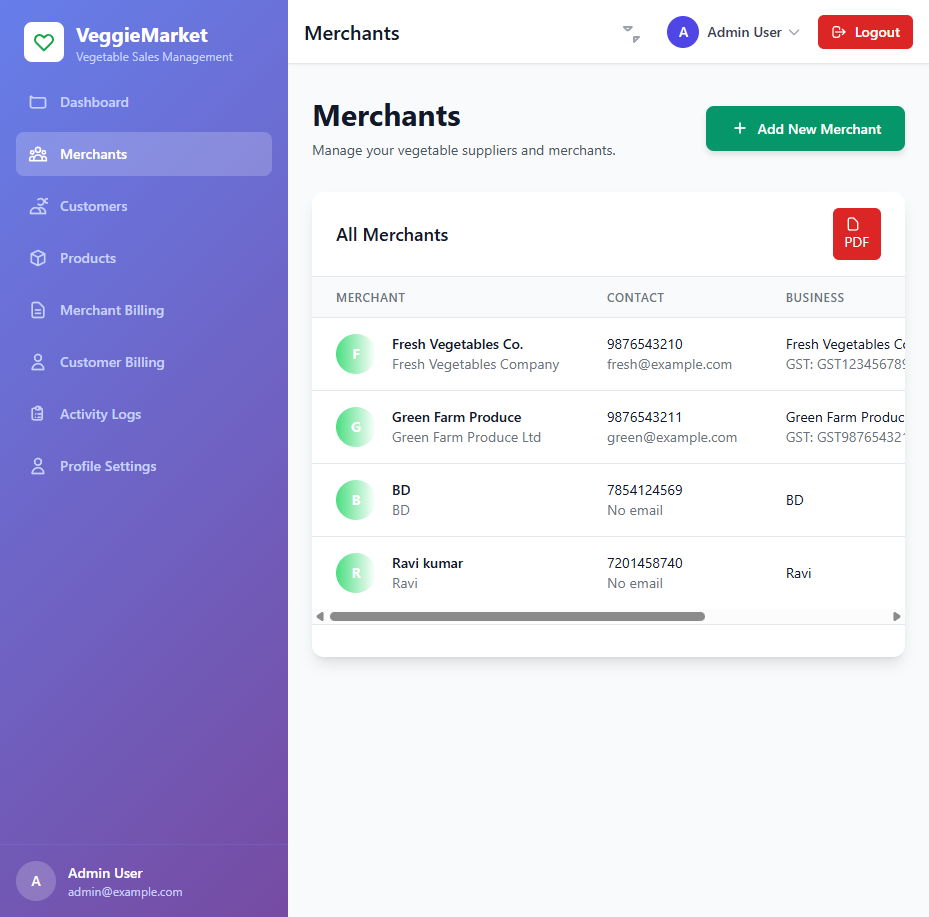 VeggieMarket
Vegetable Sales Management
Dashboard
Merchants
Customers
Products
Merchant Billing
Customer Billing
Activity Logs
Profile Settings
A
Admin User
admin@example.com
Merchants
A
Admin User
Logout
Merchants
Manage your vegetable suppliers and merchants.
+ Add New Merchant
All Merchants
PDF
MERCHANT CONTACT BUSINESS
F
Fresh Vegetables Co. 9876543210 Fresh Vegetables
Fresh Vegetables Company fresh@example.com GST: GST123456789
G
Green Farm Produce 9876543211 Green Farm
Green Farm Produce Ltd green@example.com GST:
B
BD 7854124569 BD
BD No email
R
Ravi kumar 7201458740 Ravi
Ravi No email